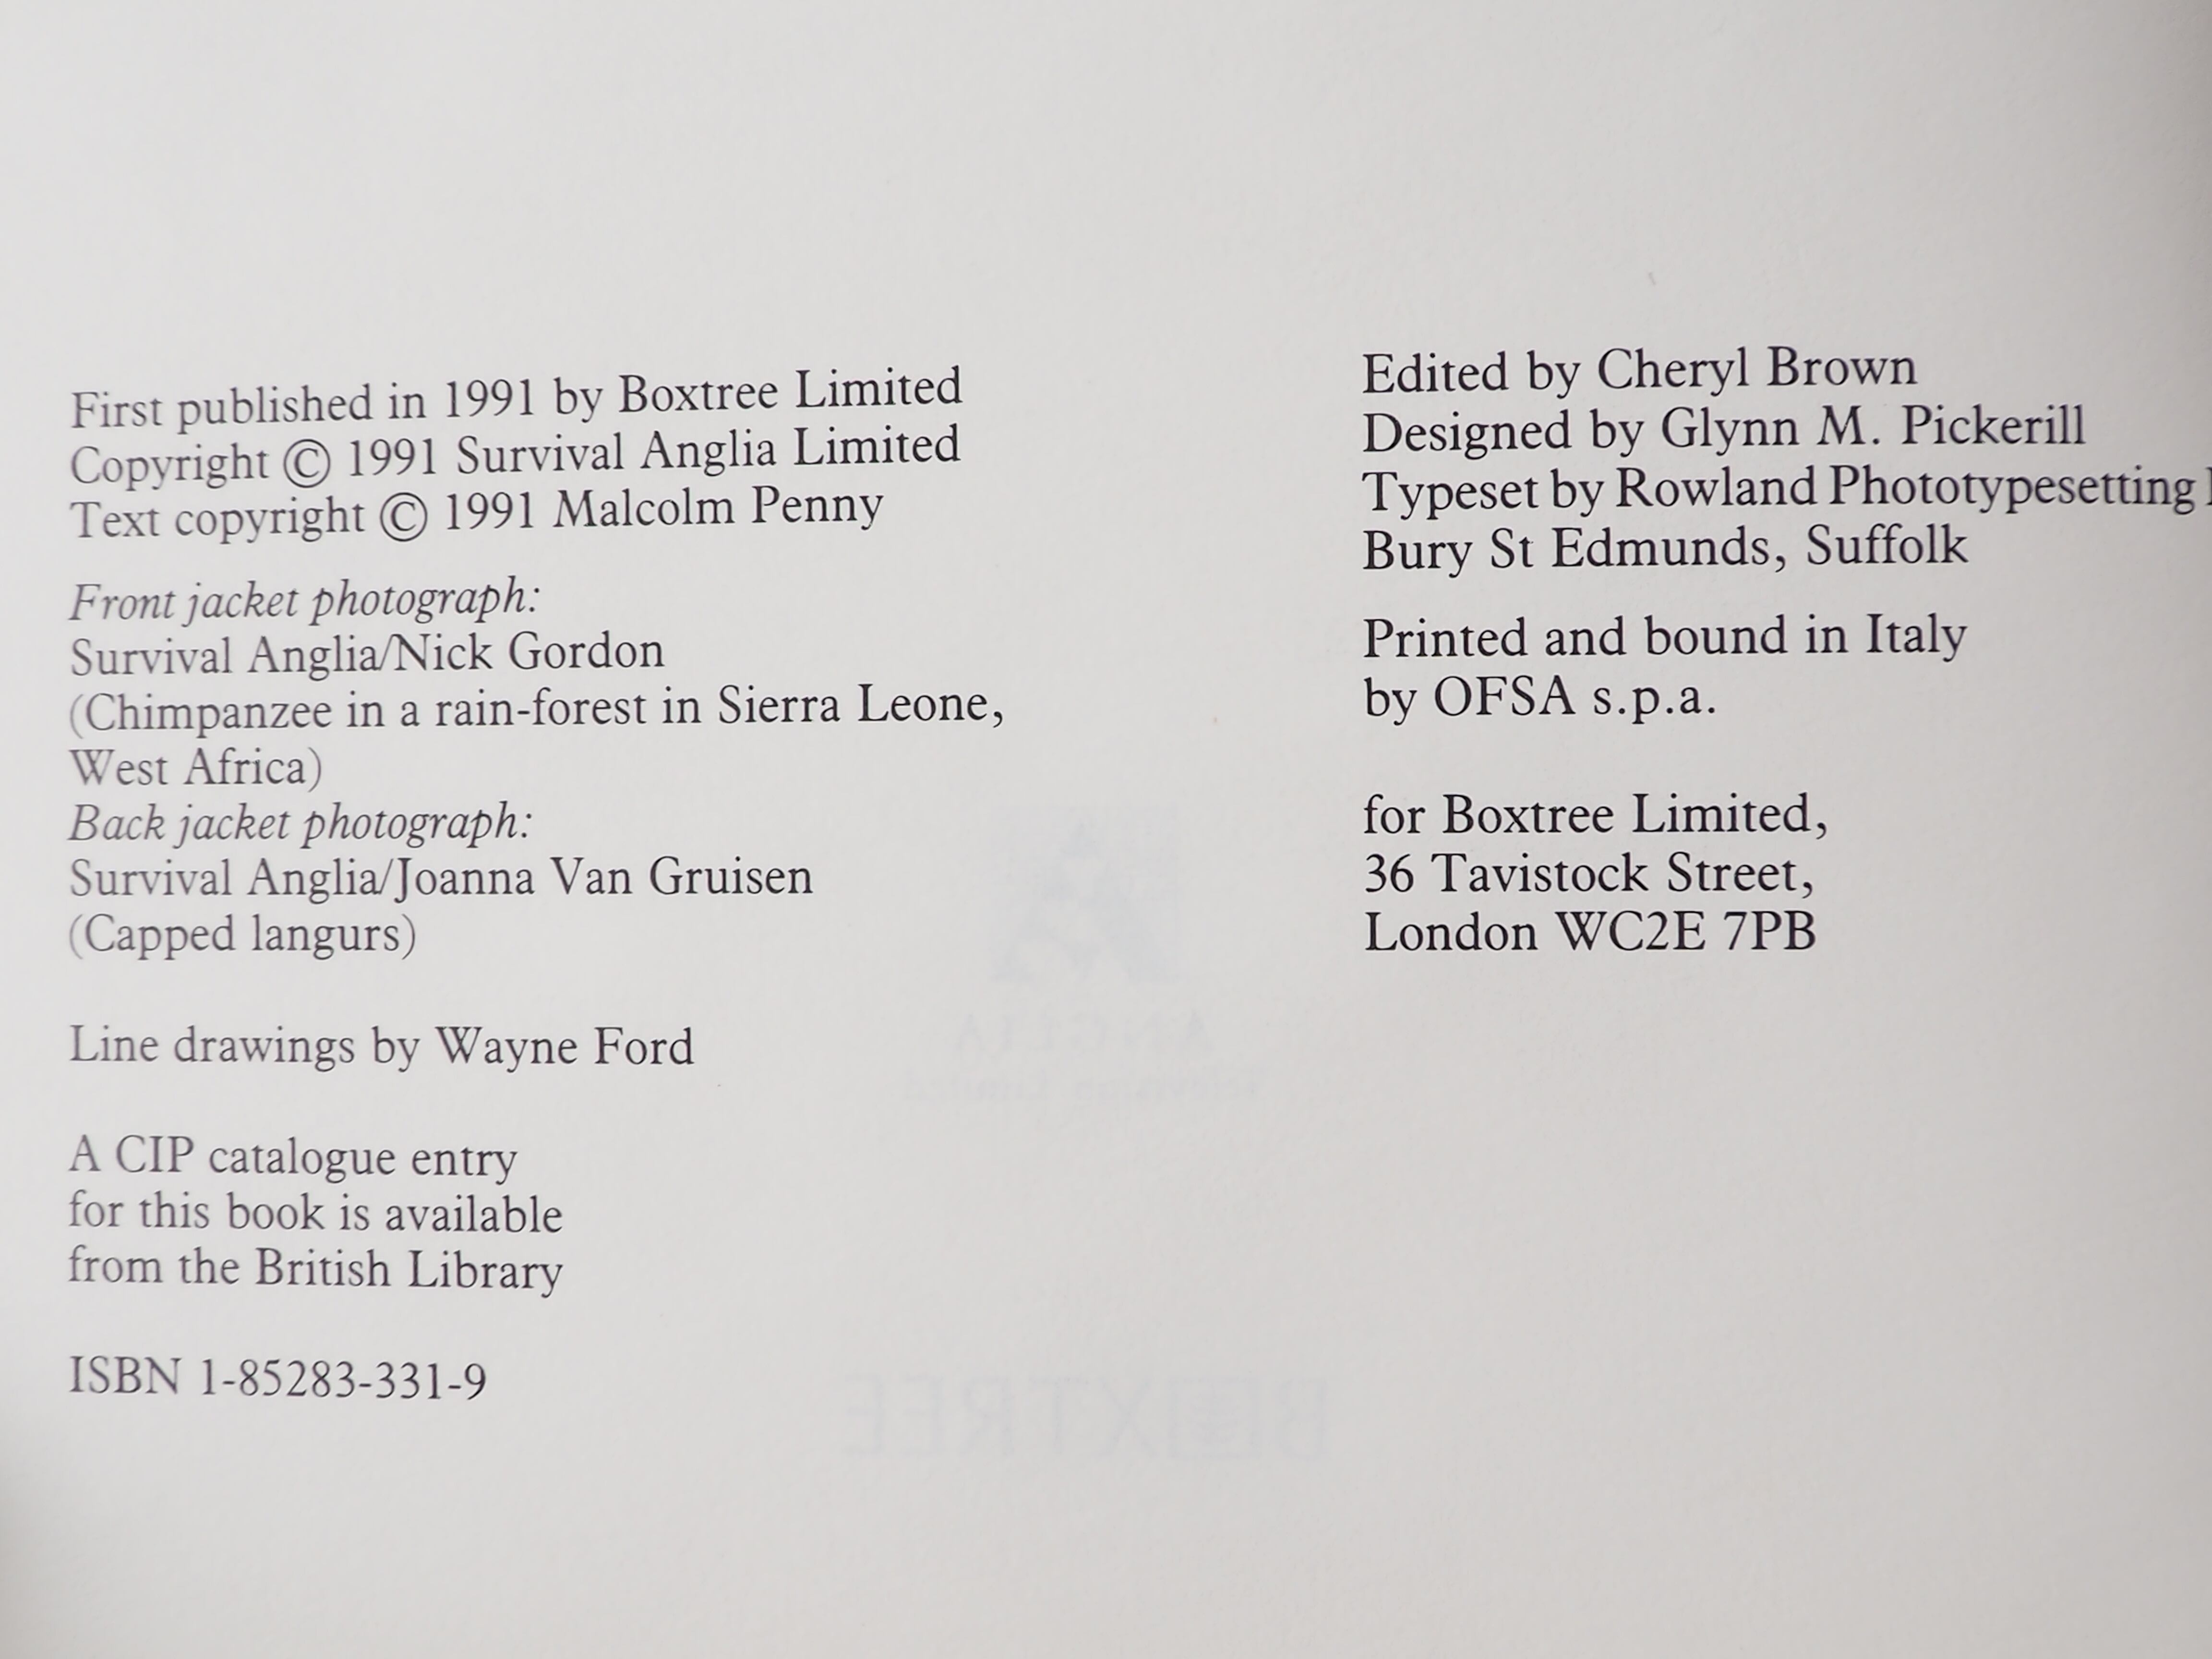 First published in 1991 by Boxtree Limited
Copyright © 1991 Survival Anglia Limited
Text copyright © 1991 Malcolm Penny
Front jacket photograph:
Survival Anglia/Nick Gordon
(Chimpanzee in a rain-forest in Sierra Leone,
West Africa)
Back jacket photograph:
Survival Anglia/Joanna Van Gruisen
(Capped langurs)
Line drawings by Wayne Ford
A CIP catalogue entry
for this book is available
from the British Library
ISBN 1-85283-331-9
Edited by Cheryl Brown
Designed by Glynn M. Pickerill
Typeset by Rowland Phototypesetting
Bury St Edmunds, Suffolk
Printed and bound in Italy
by OFSA s.p.a.
for Boxtree Limited,
36 Tavistock Street,
London WC2E 7PB
ANGLIA
Television Limited
BOXTREE